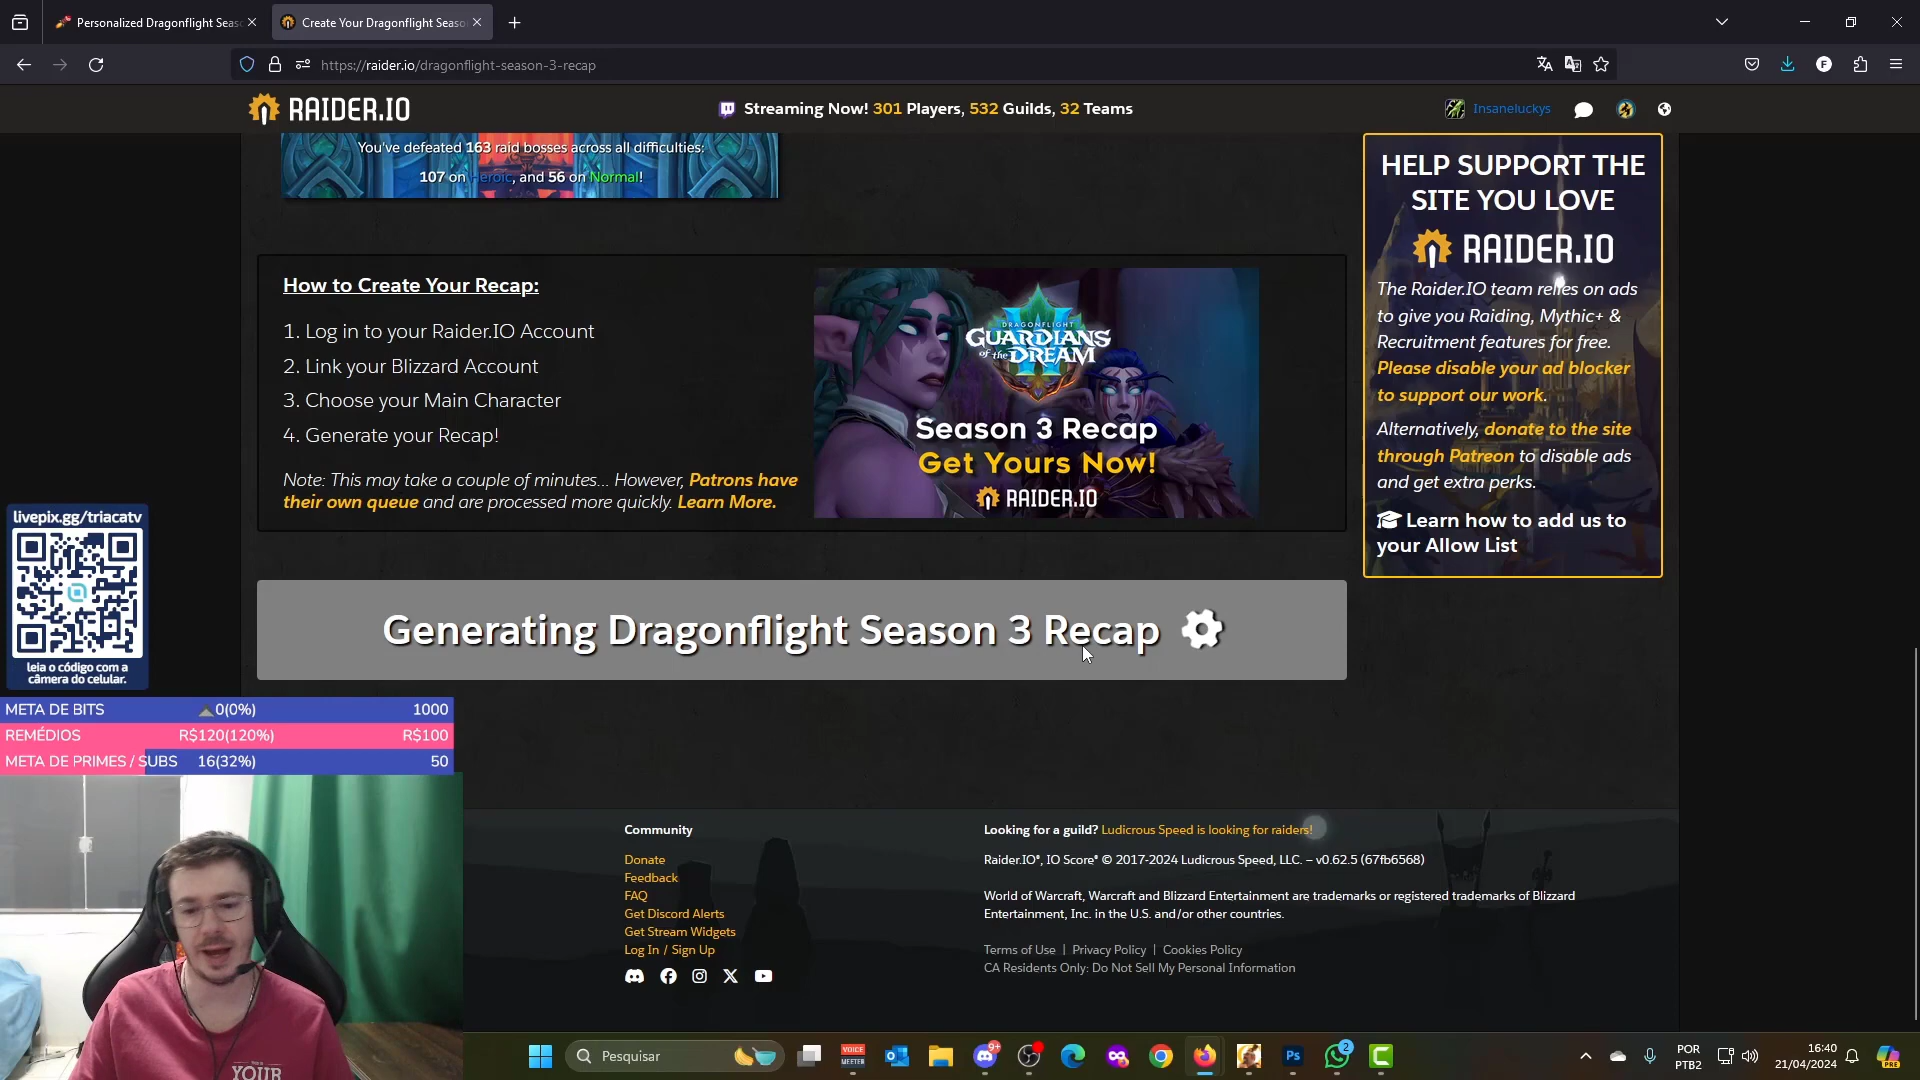 Personalized Dragonflight Seas
Create Your Dragonflight Seaso
https://raider.io/dragonflight-season-3-recap
RAIDER.IO
Streaming Now! 301 Players, 532 Guilds, 32 Teams
Insaneluckys
You've defeated 163 raid bosses across all difficulties:
107 on Heroic, and 56 on Normal!
How to Create Your Recap:
1. Log in to your Raider.IO Account
2. Link your Blizzard Account
3. Choose your Main Character
4. Generate your Recap!
Note: This may take a couple of minutes... However, Patrons have
their own queue and are processed more quickly. Learn More.
DRAGONFLIGHT
GUARDIANS
of the DREAM
Season 3 Recap
Get Yours Now!
RAIDER.IO
HELP SUPPORT THE
SITE YOU LOVE
RAIDER.IO
The Raider.IO team relies on ads
to give you Raiding, Mythic+ &
Recruitment features for free.
Please disable your ad blocker
to support our work.
Alternatively, donate to the site
through Patreon to disable ads
and get extra perks.
Learn how to add us to
your Allow List
livepix.gg/triacatv
leia o código com a
câmera do celular.
Generating Dragonflight Season 3 Recap
META DE BITS 0(0%) 1000
REMÉDIOS R$120(120%) R$100
META DE PRIMES / SUBS 16(32%) 50
Community
Donate
Feedback
FAQ
Get Discord Alerts
Get Stream Widgets
Log In / Sign Up
Looking for a guild? Ludicrous Speed is looking for raiders!
Raider.IO®, IO Score® © 2017-2024 Ludicrous Speed, LLC. – v0.62.5 (67fb6568)
World of Warcraft, Warcraft and Blizzard Entertainment are trademarks or registered trademarks of Blizzard
Entertainment, Inc. in the U.S. and/or other countries.
Terms of Use | Privacy Policy | Cookies Policy
CA Residents Only: Do Not Sell My Personal Information
YOUR
Pesquisar
VOICE
MEETER
9+
Ps
2
C
POR
PTB2
16:40
21/04/2024
PRE